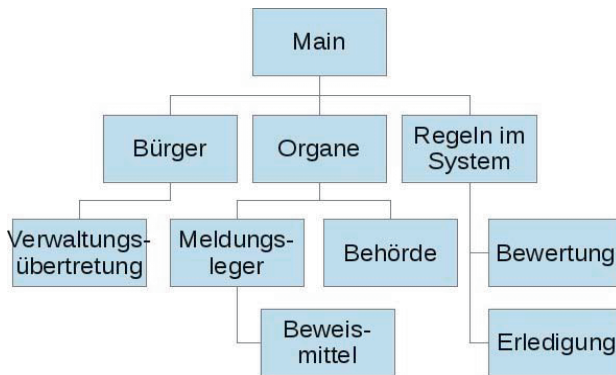 Main
Bürger
Organe
Regeln im
System
Verwaltungs-
übertretung
Meldungs-
leger
Behörde
Bewertung
Beweis-
mittel
Erledigung